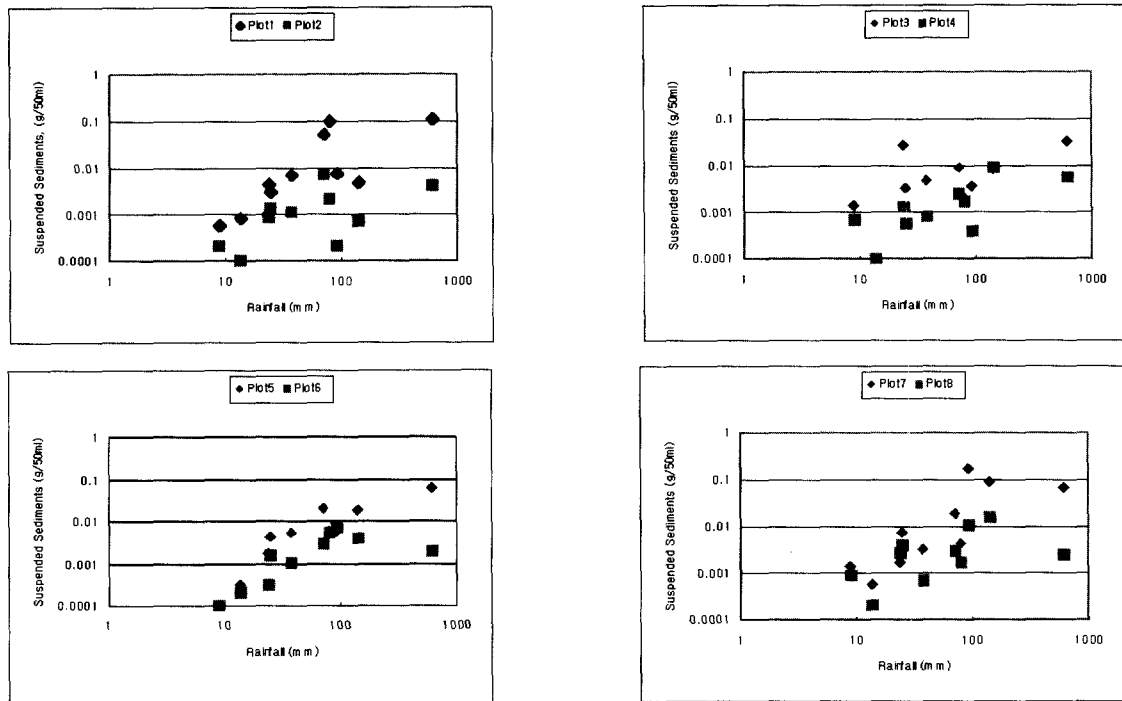 Plot1 Plot2
Suspended Sediments, (g/50ml)
1
0.1
0.01
0.001
0.0001
1 10 100 1000
Rainfall (mm)
Plot3 Plot4
Suspended Sediments (g/50ml)
1
0.1
0.01
0.001
0.0001
1 10 100 1000
Rainfall (mm)
Plot5 Plot6
Suspended Sediments (g/50ml)
1
0.1
0.01
0.001
0.0001
1 10 100 1000
Rainfall (mm)
Plot7 Plot8
Suspended Sediments (g/50ml)
1
0.1
0.01
0.001
0.0001
1 10 100 1000
Rainfall (mm)